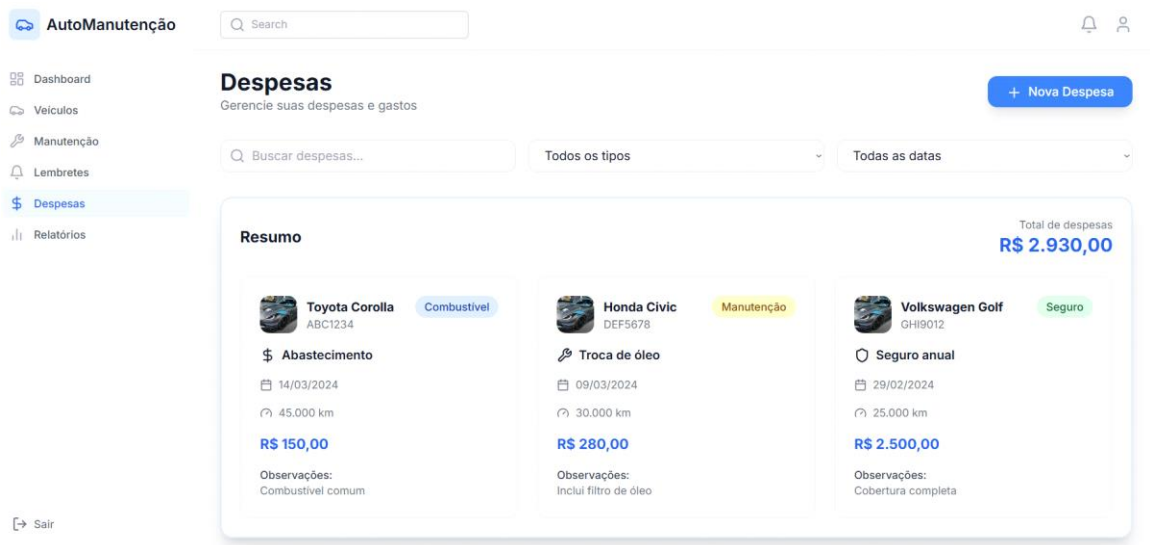 AutoManutenção
Search
Dashboard
Veículos
Manutenção
Lembretes
Despesas
Relatórios
Sair
Despesas
Gerencie suas despesas e gastos
+ Nova Despesa
Buscar despesas...
Todos os tipos
Todas as datas
Resumo
Total de despesas
R$ 2.930,00
Toyota Corolla
ABC1234
Combustível
Abastecimento
14/03/2024
45.000 km
R$ 150,00
Observações:
Combustível comum
Honda Civic
DEF5678
Manutenção
Troca de óleo
09/03/2024
30.000 km
R$ 280,00
Observações:
Inclui filtro de óleo
Volkswagen Golf
GHI9012
Seguro
Seguro anual
29/02/2024
25.000 km
R$ 2.500,00
Observações:
Cobertura completa